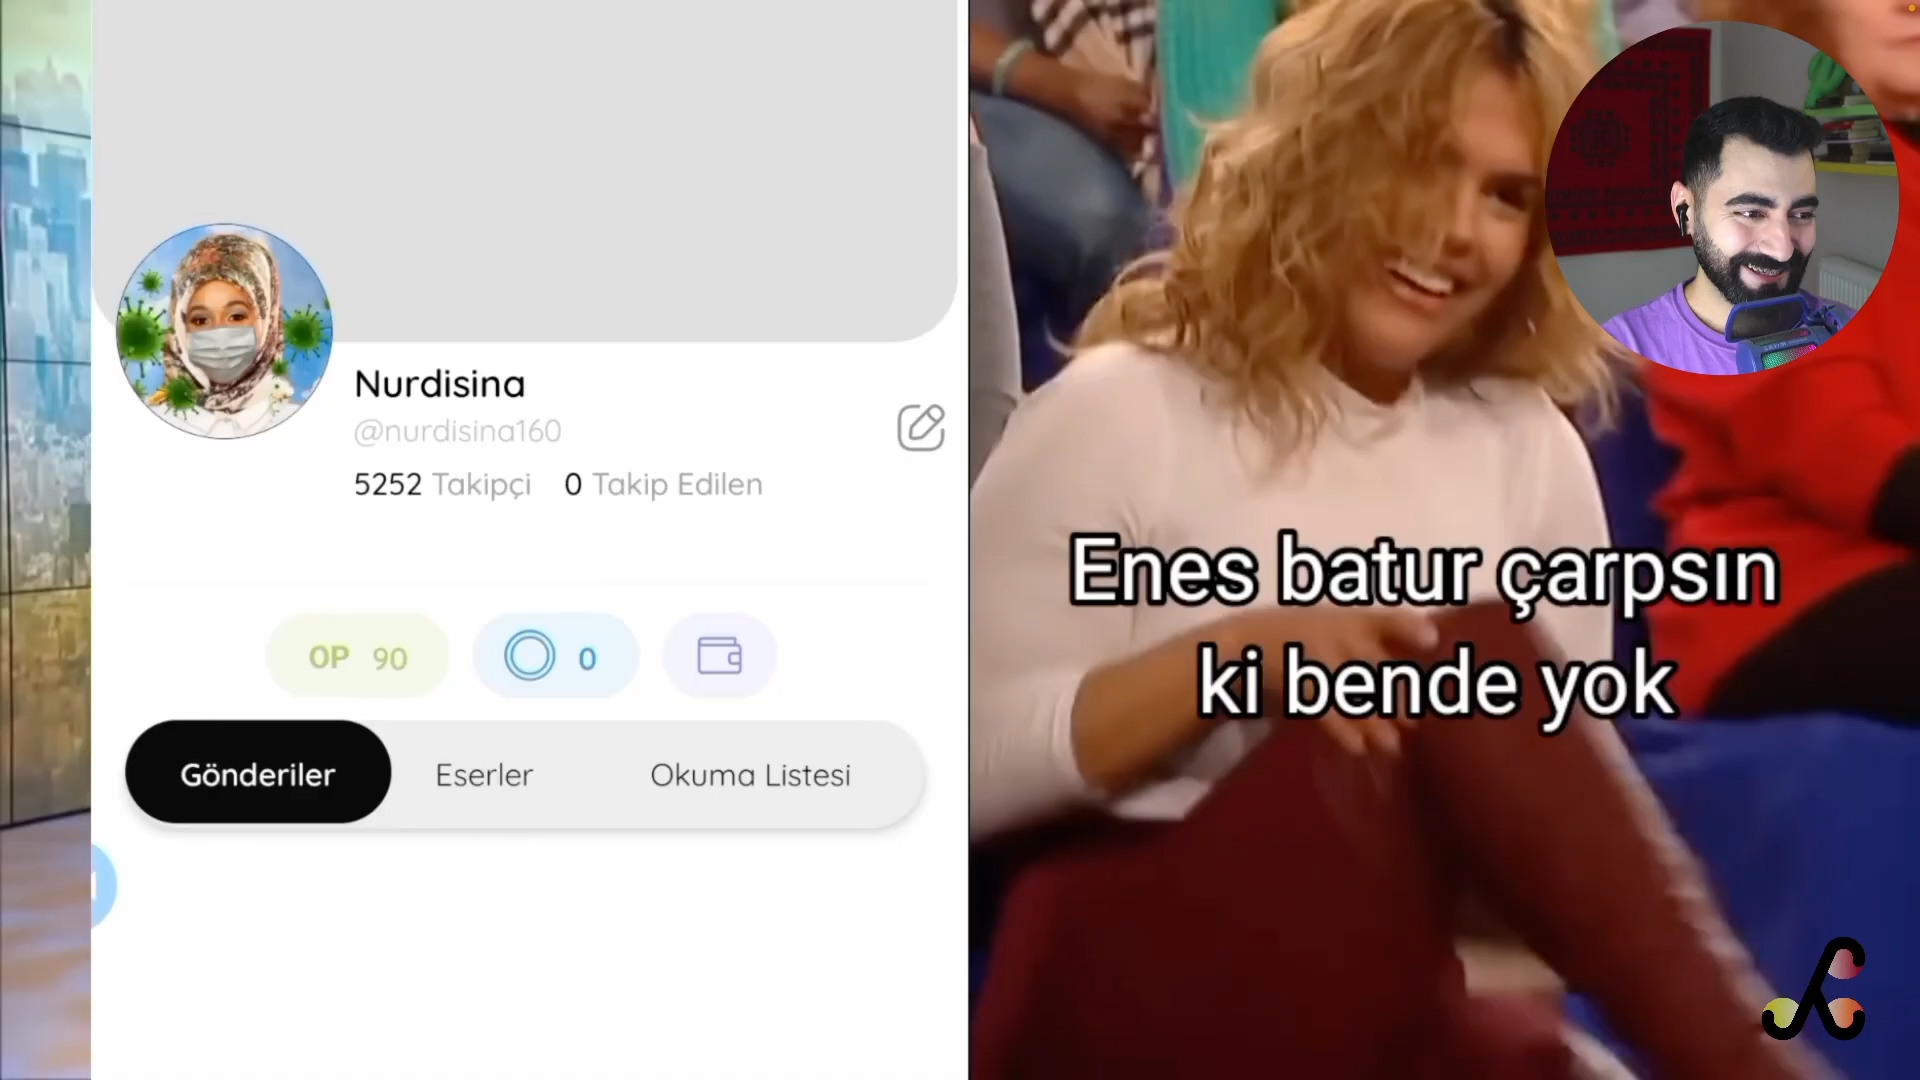 Nurdisina
@nurdisina160
5252 Takipçi 0 Takip Edilen
OP 90 0
Gönderiler Eserler Okuma Listesi
Enes batur çarpsın
ki bende yok